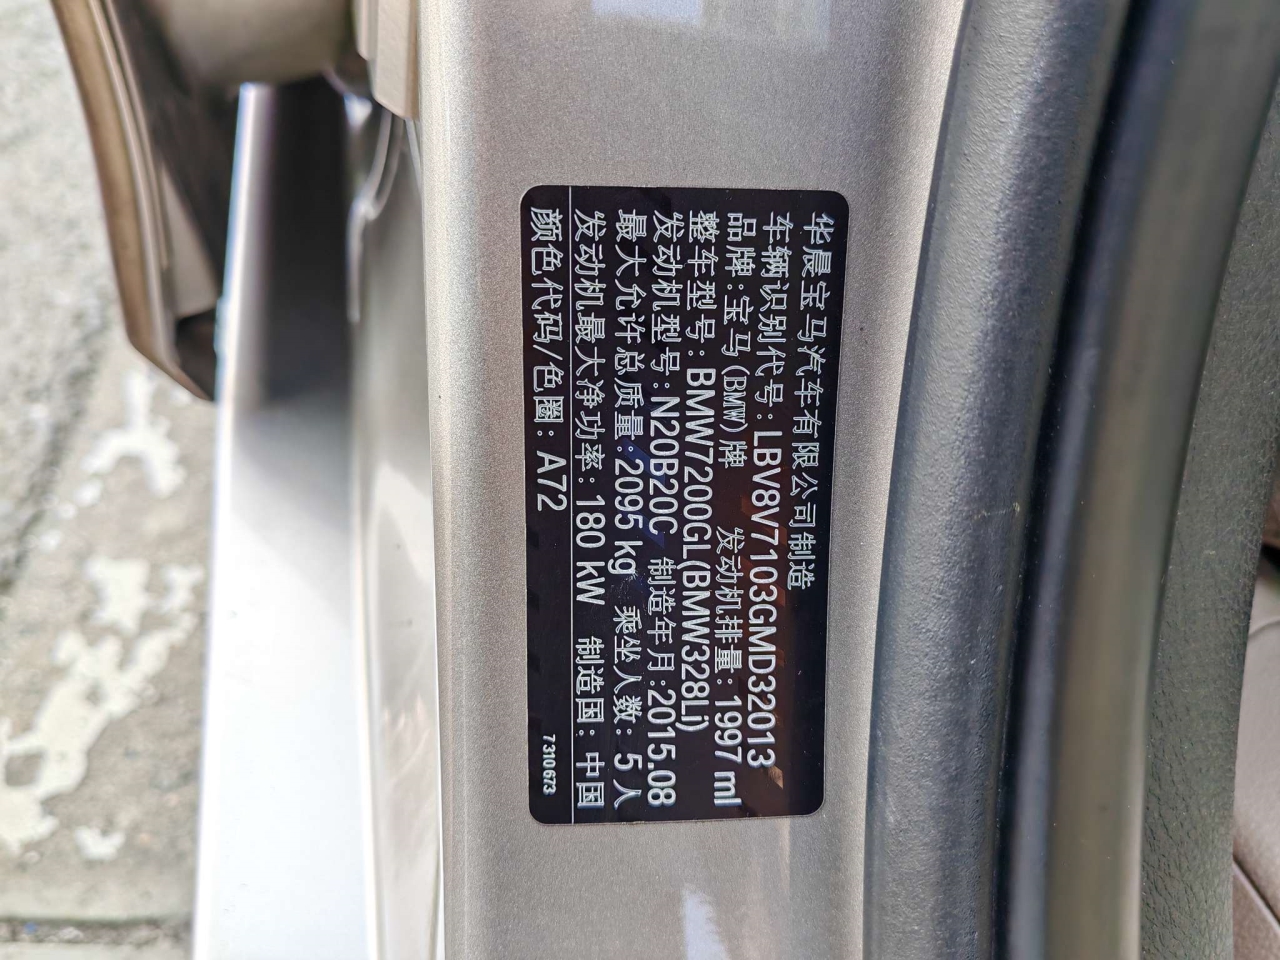 华晨宝马汽车有限公司制造
车辆识别代号:LBV8V7103GMD32013
品牌:宝马(BMW)牌 发动机排量:1997 ml
整车型号:BMW7200GL(BMW328Li)
发动机型号:N20B20C 制造年月:2015.08
最大允许总质量:2095 kg 乘坐人数:5人
发动机最大净功率:180 kW 制造国:中国
颜色代码/色圈:A72 7310673